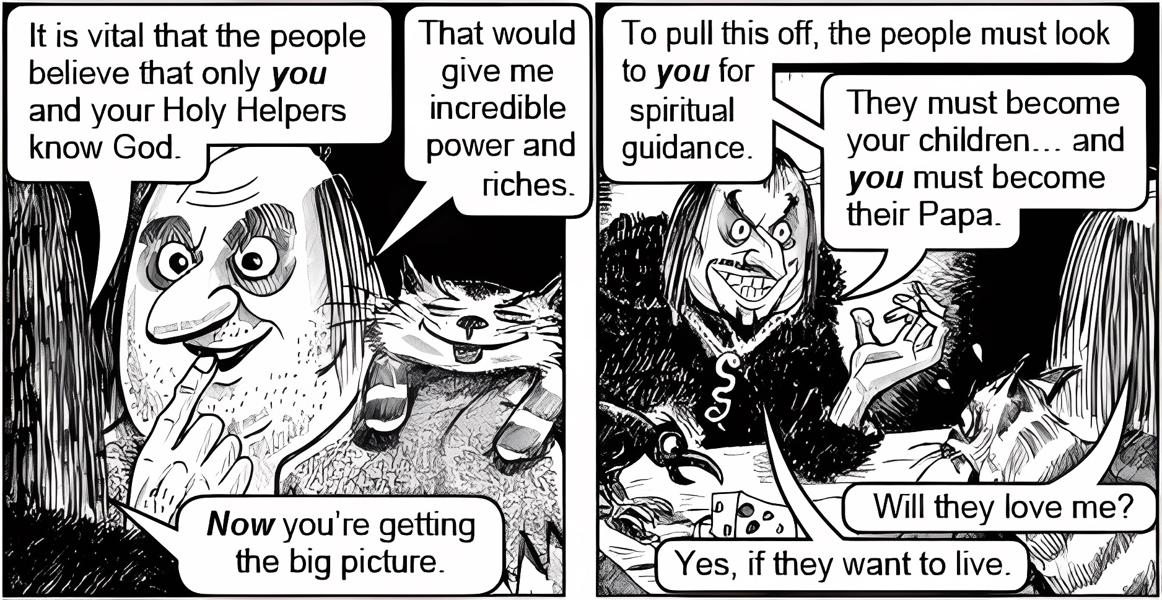 It is vital that the people
believe that only you
and your Holy Helpers
know God.
That would
give me
incredible
power and
riches.
Now you're getting
the big picture.
To pull this off, the people must look
to you for
spiritual
guidance.
They must become
your children... and
you must become
their Papa.
Will they love me?
Yes, if they want to live.